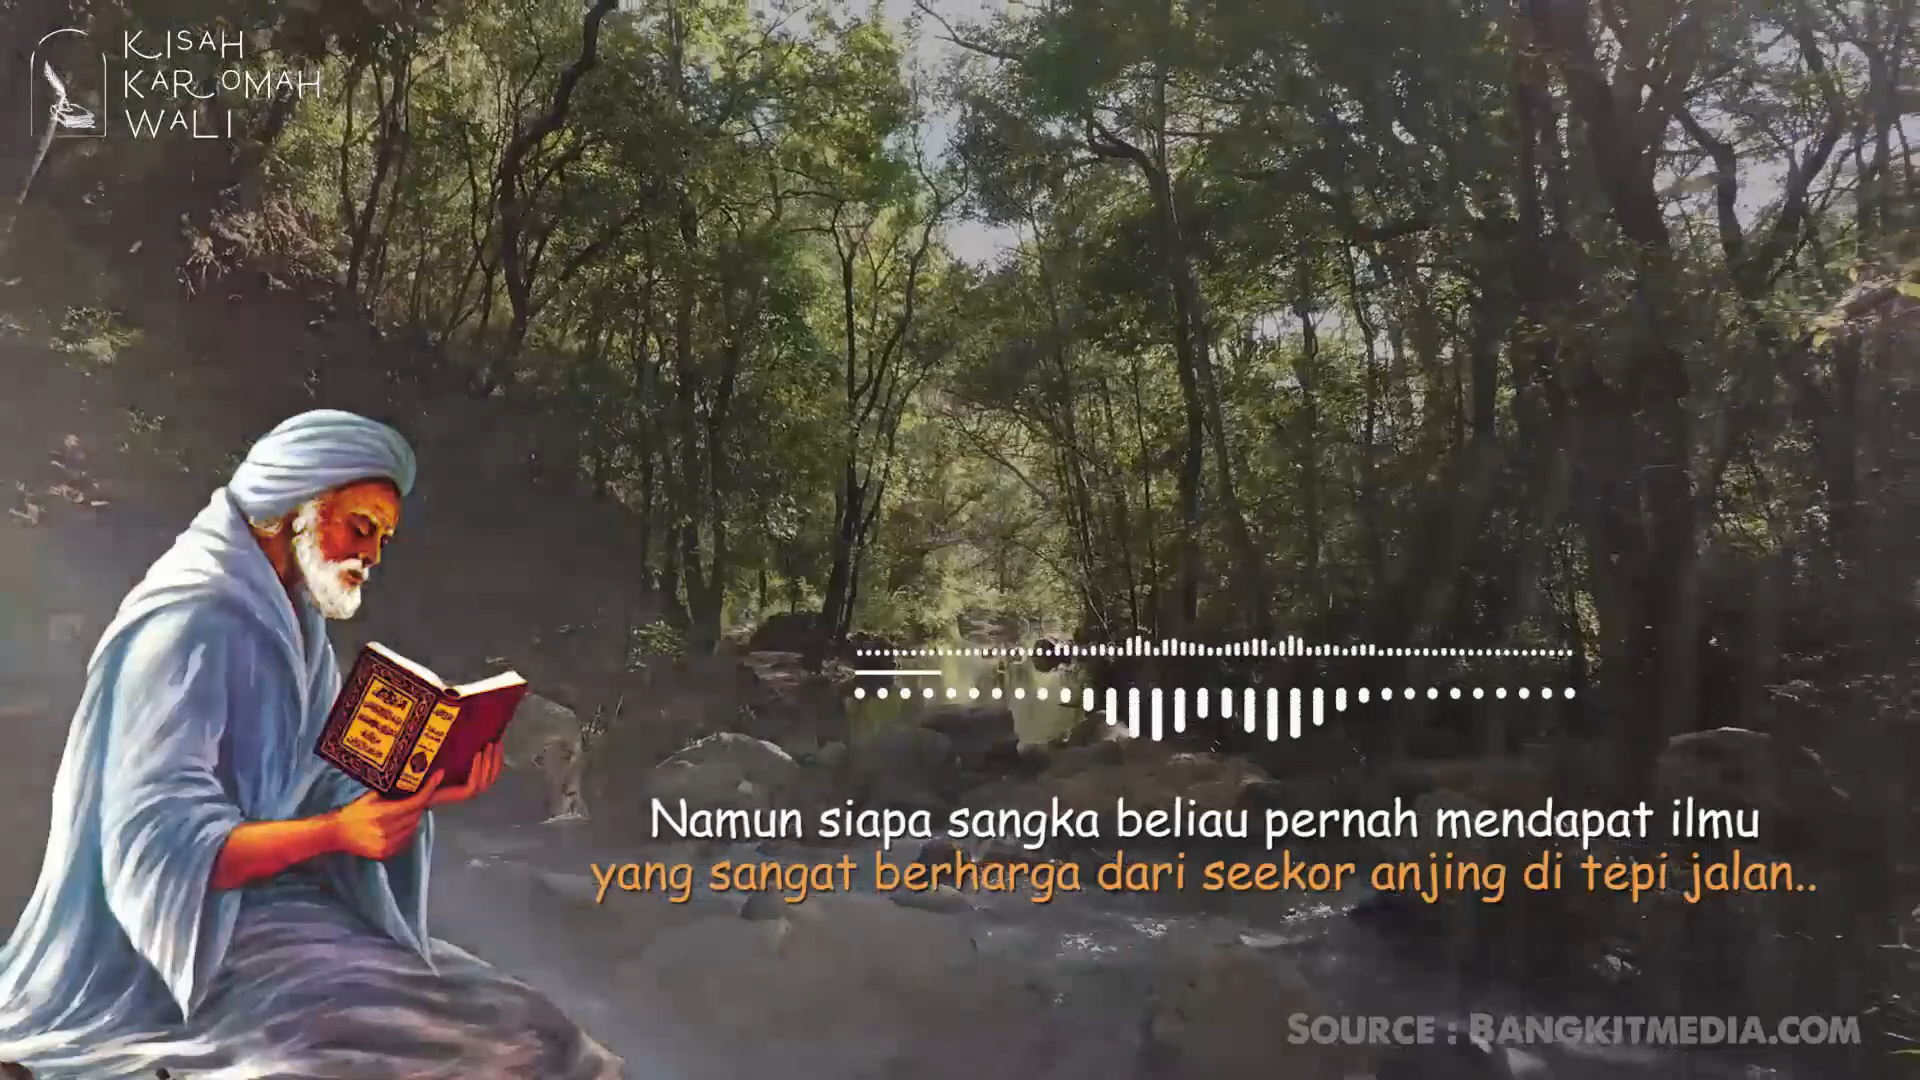 KISAH
KAROMAH
WALI
Namun siapa sangka beliau pernah mendapat ilmu
yang sangat berharga dari seekor anjing di tepi jalan..
SOURCE : BANGKITMEDIA.COM